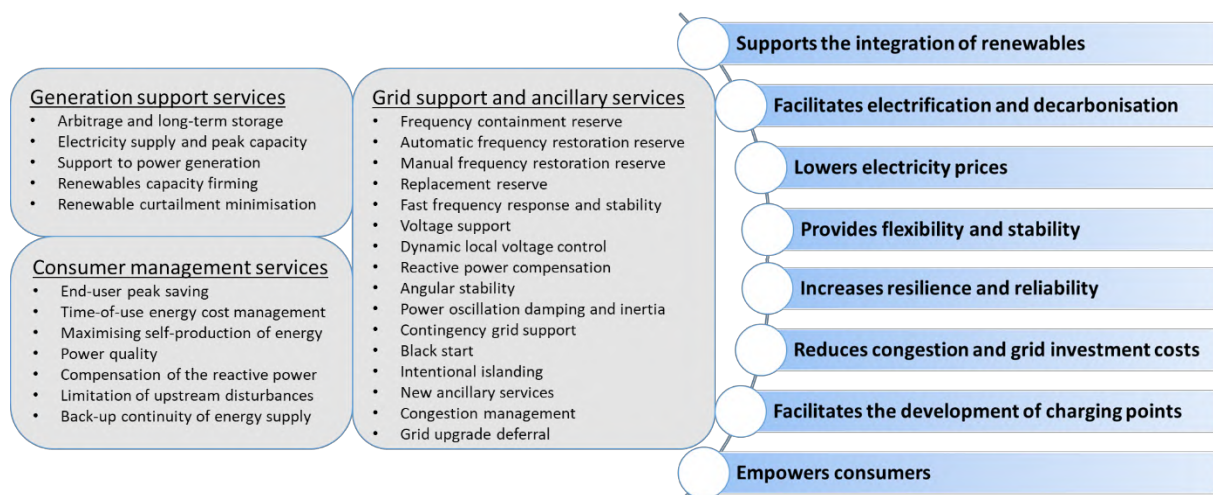 Generation support services
• Arbitrage and long-term storage
• Electricity supply and peak capacity
• Support to power generation
• Renewables capacity firming
• Renewable curtailment minimisation
Consumer management services
• End-user peak saving
• Time-of-use energy cost management
• Maximising self-production of energy
• Power quality
• Compensation of the reactive power
• Limitation of upstream disturbances
• Back-up continuity of energy supply
Grid support and ancillary services
• Frequency containment reserve
• Automatic frequency restoration reserve
• Manual frequency restoration reserve
• Replacement reserve
• Fast frequency response and stability
• Voltage support
• Dynamic local voltage control
• Reactive power compensation
• Angular stability
• Power oscillation damping and inertia
• Contingency grid support
• Black start
• Intentional islanding
• New ancillary services
• Congestion management
• Grid upgrade deferral
Supports the integration of renewables
Facilitates electrification and decarbonisation
Lowers electricity prices
Provides flexibility and stability
Increases resilience and reliability
Reduces congestion and grid investment costs
Facilitates the development of charging points
Empowers consumers